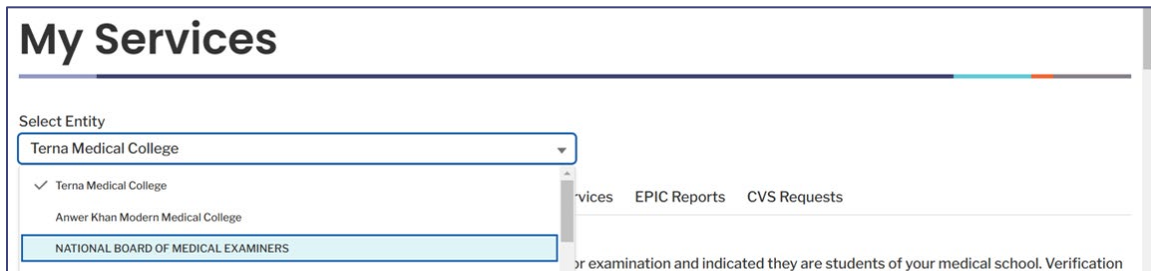 My Services
Select Entity
Terna Medical College
Terna Medical College
rvices EPIC Reports CVS Requests
Anwer Khan Modern Medical College
NATIONAL BOARD OF MEDICAL EXAMINERS
or examination and indicated they are students of your medical school. Verification